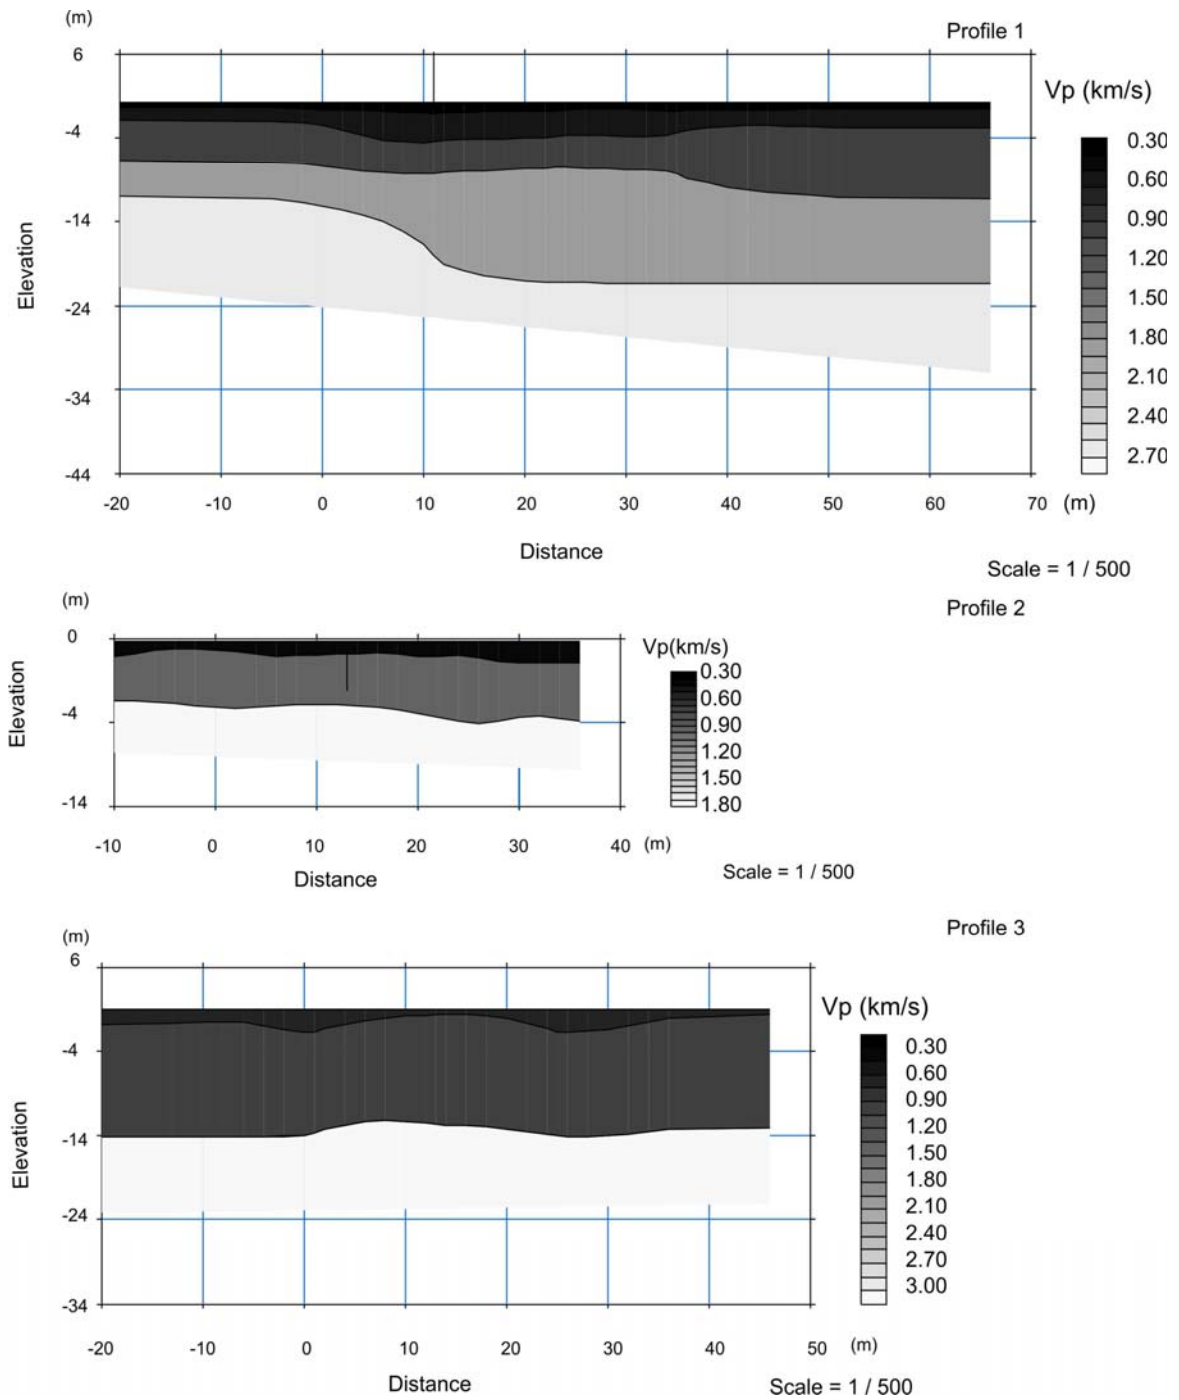 (m)
Profile 1
6
Vp (km/s)
-4
-14
-24
-34
-44
Elevation
0.30
0.60
0.90
1.20
1.50
1.80
2.10
2.40
2.70
-20 -10 0 10 20 30 40 50 60 70 (m)
Distance
Scale = 1 / 500
(m)
Profile 2
0
-4
-14
Elevation
Vp(km/s)
0.30
0.60
0.90
1.20
1.50
1.80
-10 0 10 20 30 40 (m)
Distance
Scale = 1 / 500
Profile 3
(m)
6
-4
-14
-24
-34
Elevation
Vp (km/s)
0.30
0.60
0.90
1.20
1.50
1.80
2.10
2.40
2.70
3.00
-20 -10 0 10 20 30 40 50 (m)
Distance
Scale = 1 / 500